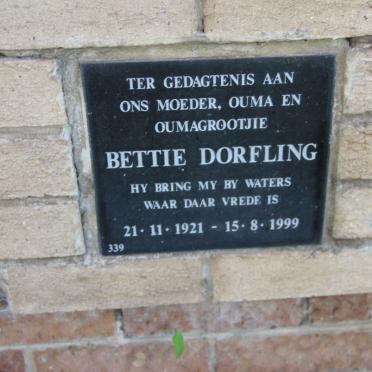 TER GEDAGTENIS AAN
ONS MOEDER, OUMA EN
OUMAGROOTJIE
BETTIE DORFLING
HY BRING MY BY WATERS
WAAR DAAR VREDE IS
21·11·1921 - 15·8·1999
339